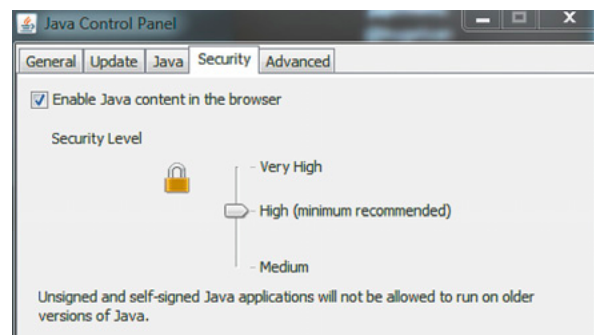 Java Control Panel
General Update Java Security Advanced
Enable Java content in the browser
Security Level
Very High
High (minimum recommended)
Medium
Unsigned and self-signed Java applications will not be allowed to run on older
versions of Java.